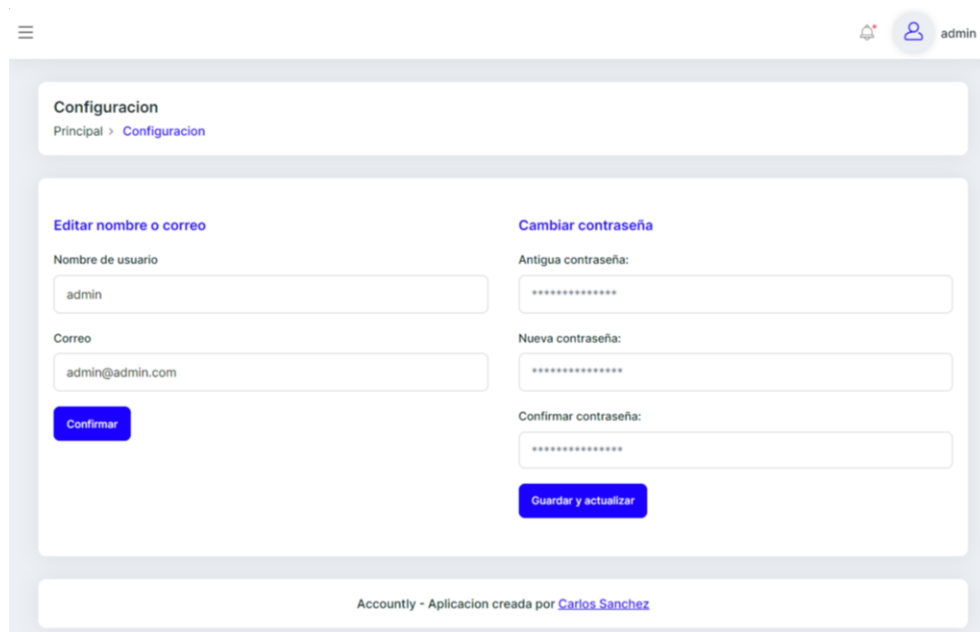 admin
Configuracion
Principal > Configuracion
Editar nombre o correo
Nombre de usuario
admin
Correo
admin@admin.com
Confirmar
Cambiar contraseña
Antigua contraseña:
**************
Nueva contraseña:
***************
Confirmar contraseña:
***************
Guardar y actualizar
Accountly - Aplicacion creada por Carlos Sanchez